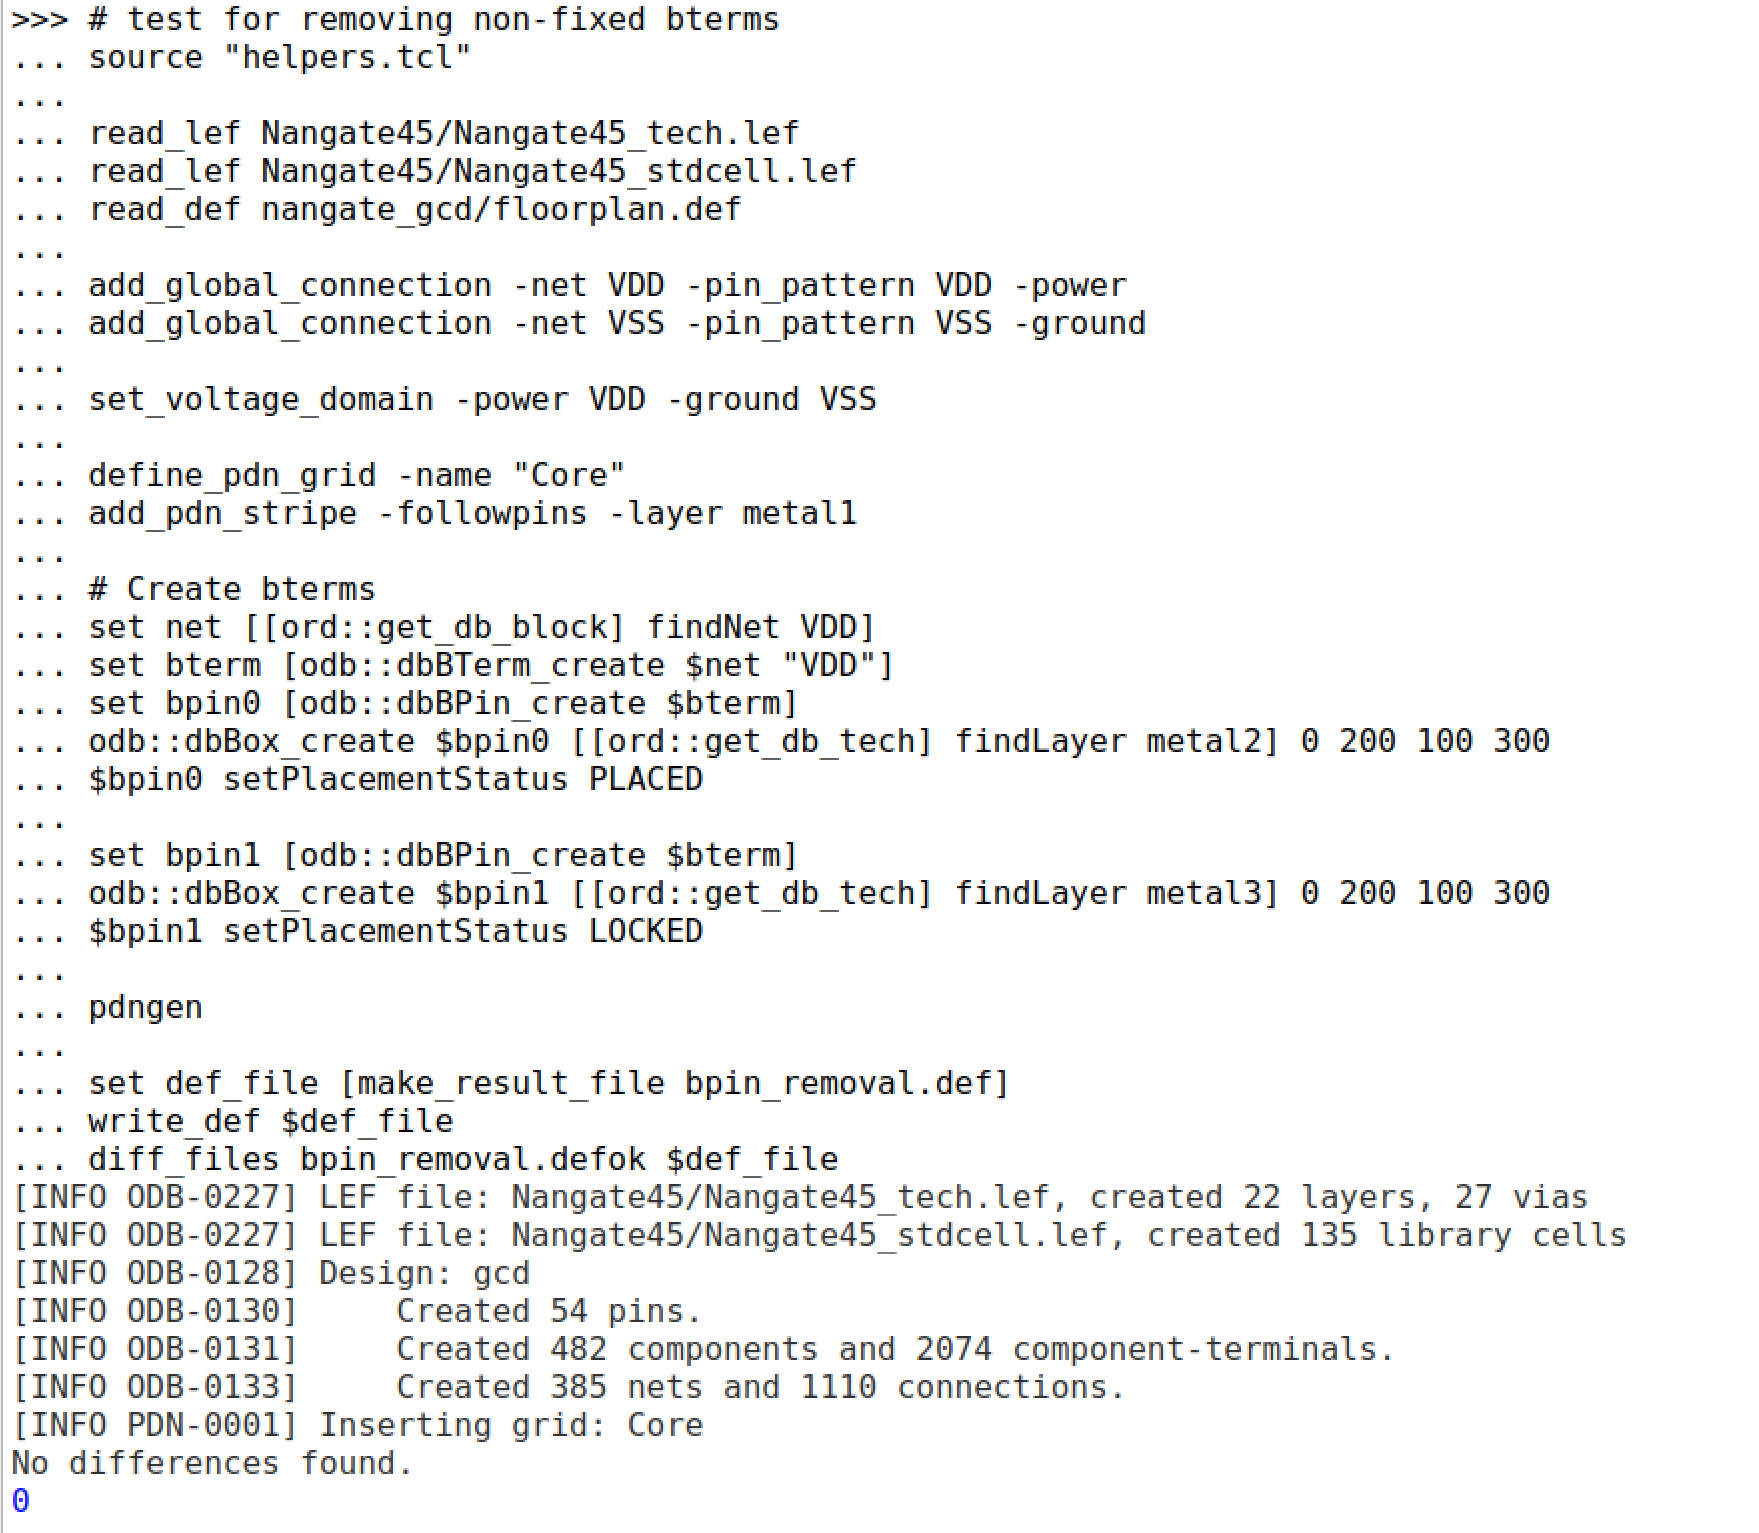 >>> # test for removing non-fixed bterms
... source "helpers.tcl"
...
... read_lef Nangate45/Nangate45_tech.lef
... read_lef Nangate45/Nangate45_stdcell.lef
... read_def nangate_gcd/floorplan.def
...
... add_global_connection -net VDD -pin_pattern VDD -power
... add_global_connection -net VSS -pin_pattern VSS -ground
...
... set_voltage_domain -power VDD -ground VSS
...
... define_pdn_grid -name "Core"
... add_pdn_stripe -followpins -layer metal1
...
... # Create bterms
... set net [[ord::get_db_block] findNet VDD]
... set bterm [odb::dbBTerm_create $net "VDD"]
... set bpin0 [odb::dbBPin_create $bterm]
... odb::dbBox_create $bpin0 [[ord::get_db_tech] findLayer metal2] 0 200 100 300
... $bpin0 setPlacementStatus PLACED
...
... set bpin1 [odb::dbBPin_create $bterm]
... odb::dbBox_create $bpin1 [[ord::get_db_tech] findLayer metal3] 0 200 100 300
... $bpin1 setPlacementStatus LOCKED
...
... pdngen
...
... set def_file [make_result_file bpin_removal.def]
... write_def $def_file
... diff_files bpin_removal.defok $def_file
[INFO ODB-0227] LEF file: Nangate45/Nangate45_tech.lef, created 22 layers, 27 vias
[INFO ODB-0227] LEF file: Nangate45/Nangate45_stdcell.lef, created 135 library cells
[INFO ODB-0128] Design: gcd
[INFO ODB-0130]     Created 54 pins.
[INFO ODB-0131]     Created 482 components and 2074 component-terminals.
[INFO ODB-0133]     Created 385 nets and 1110 connections.
[INFO PDN-0001] Inserting grid: Core
No differences found.
0